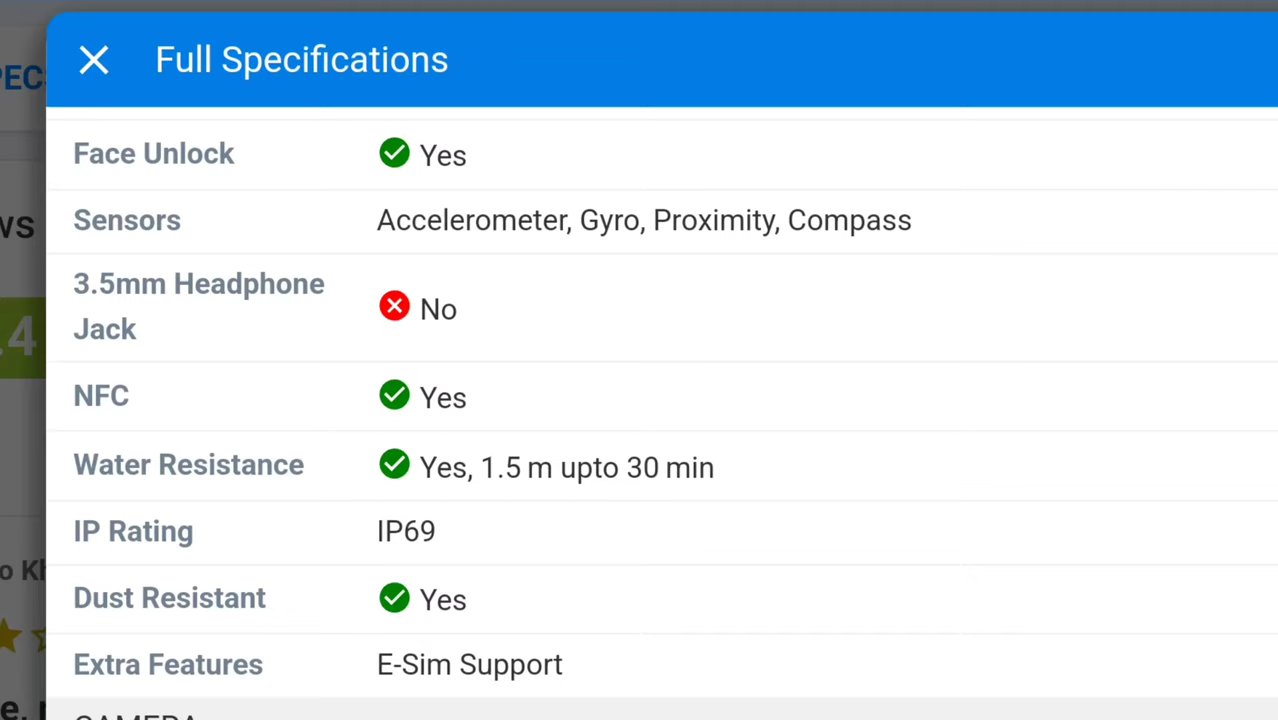 Full Specifications
Face Unlock Yes
Sensors Accelerometer, Gyro, Proximity, Compass
3.5mm Headphone
Jack No
NFC Yes
Water Resistance Yes, 1.5 m upto 30 min
IP Rating IP69
Dust Resistant Yes
Extra Features E-Sim Support
CAMERA